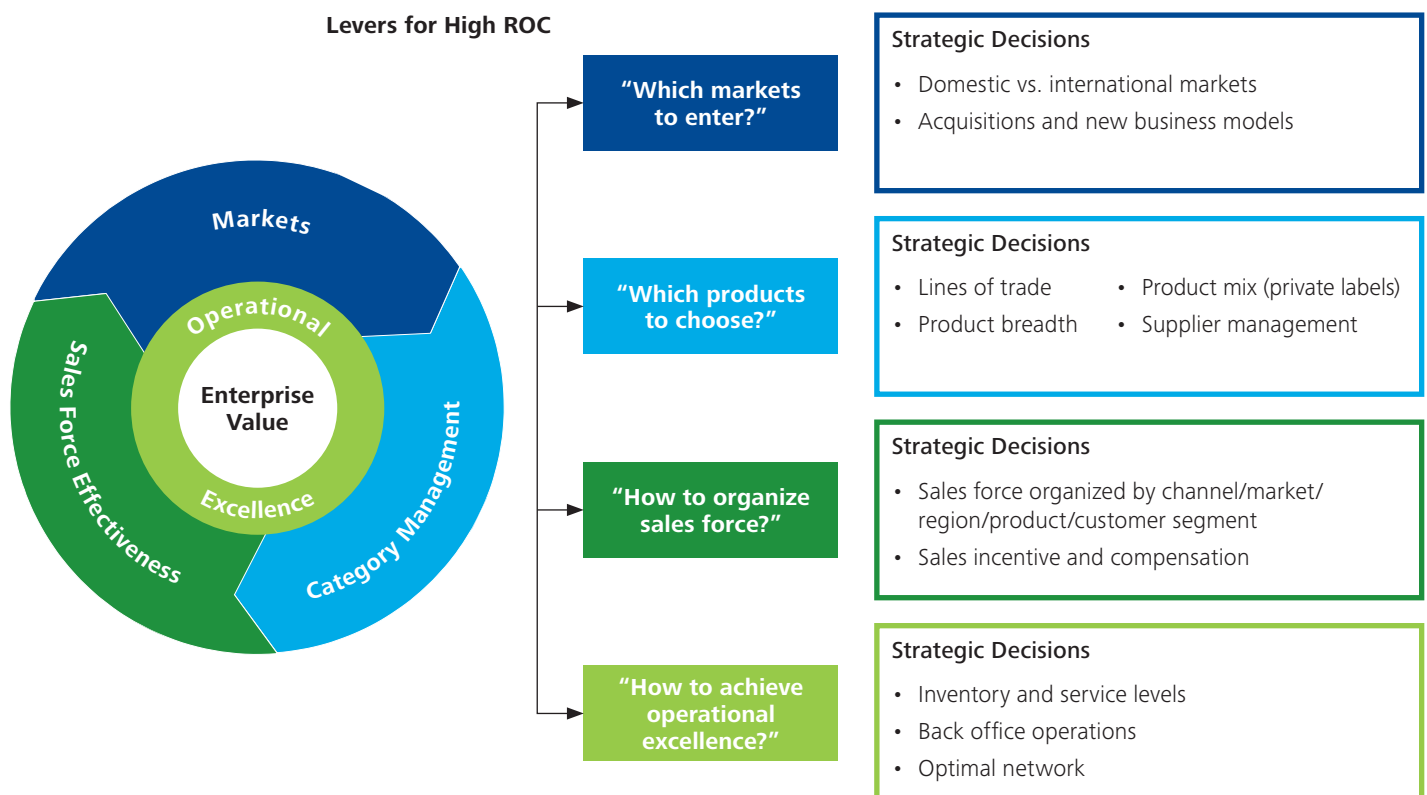 Levers for High ROC
Markets
Operational
Excellence
Enterprise
Value
Sales Force Effectiveness
Category Management
“Which markets
to enter?”
Strategic Decisions
• Domestic vs. international markets
• Acquisitions and new business models
“Which products
to choose?”
Strategic Decisions
• Lines of trade
• Product breadth
• Product mix (private labels)
• Supplier management
“How to organize
sales force?”
Strategic Decisions
• Sales force organized by channel/market/
region/product/customer segment
• Sales incentive and compensation
“How to achieve
operational
excellence?”
Strategic Decisions
• Inventory and service levels
• Back office operations
• Optimal network